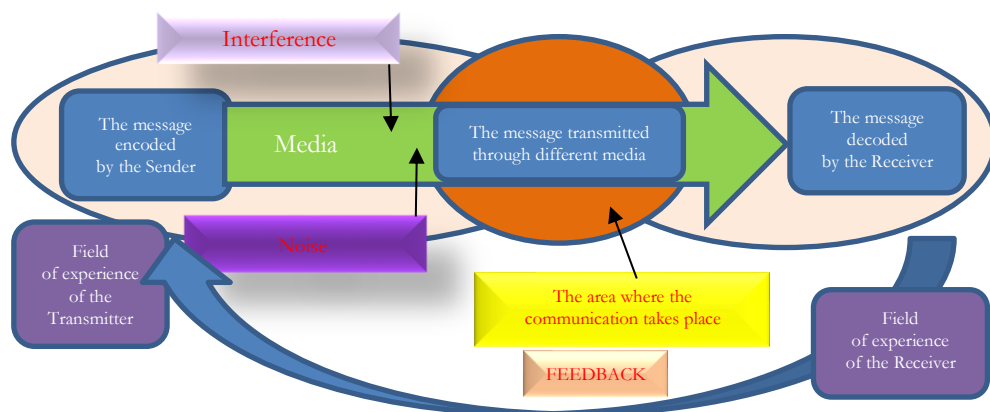 Interference
The message
encoded
by the Sender
Media
The message transmitted
through different media
The message
decoded
by the Receiver
Noise
Field
of experience
of the
Transmitter
The area where the
communication takes place
Field
of experience
of the Receiver
FEEDBACK